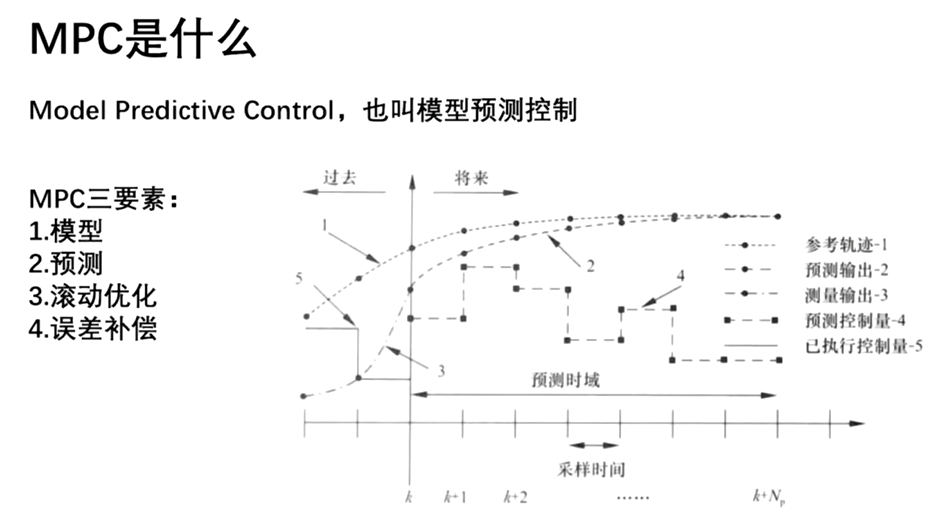 MPC是什么
Model Predictive Control，也叫模型预测控制
MPC三要素：
1.模型
2.预测
3.滚动优化
4.误差补偿
过去
将来
1
2
5
4
3
参考轨迹-1
预测输出-2
测量输出-3
预测控制量-4
已执行控制量-5
预测时域
采样时间
k
k+1
k+2
……
k+Np